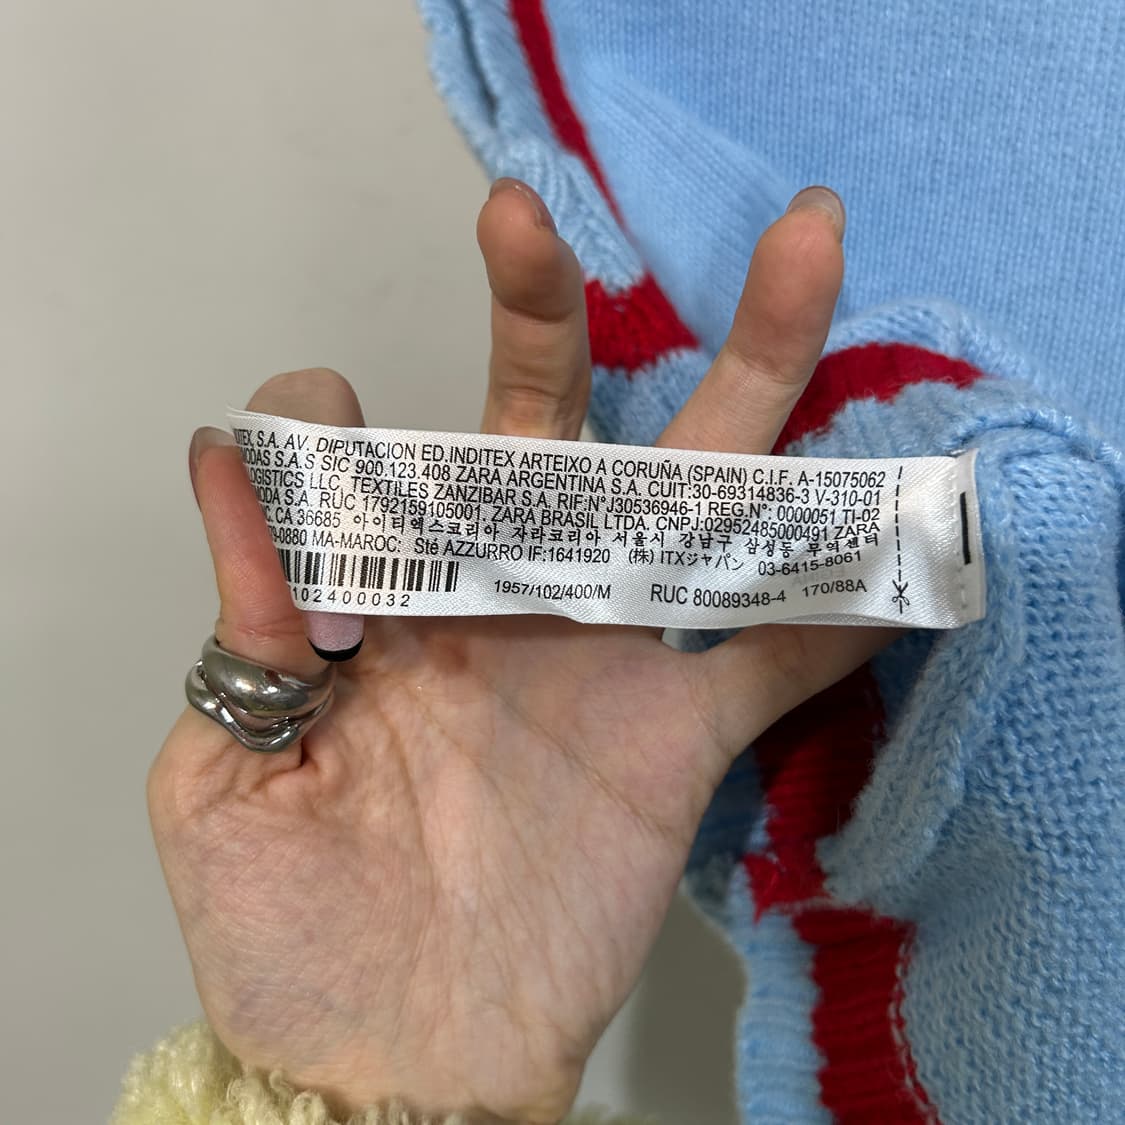 S.A. AV. DIPUTACION ED.INDITEX ARTEIXO A CORUÑA (SPAIN) C.I.F. A-15075062
S.A.S SIC 900.123.408 ZARA ARGENTINA S.A. CUIT:30-69314836-3 V-310-01
LLC, TEXTILES ZANZIBAR S.A. RIF:N°J30536946-1 REG.N°: 0000051 TI-02
S.A. RUC 1792159105001 ZARA BRASIL LTDA. CNPJ:02952485000491 ZARA
CA 36685 아이티엑스코리아 자라코리아 서울시 강남구 삼성동 무역센터
-0880 MA-MAROC: Sté AZZURRO IF:1641920 (株) ITXジャパン 03-6415-8061
102400032 1957/102/400/M RUC 80089348-4 170/88A